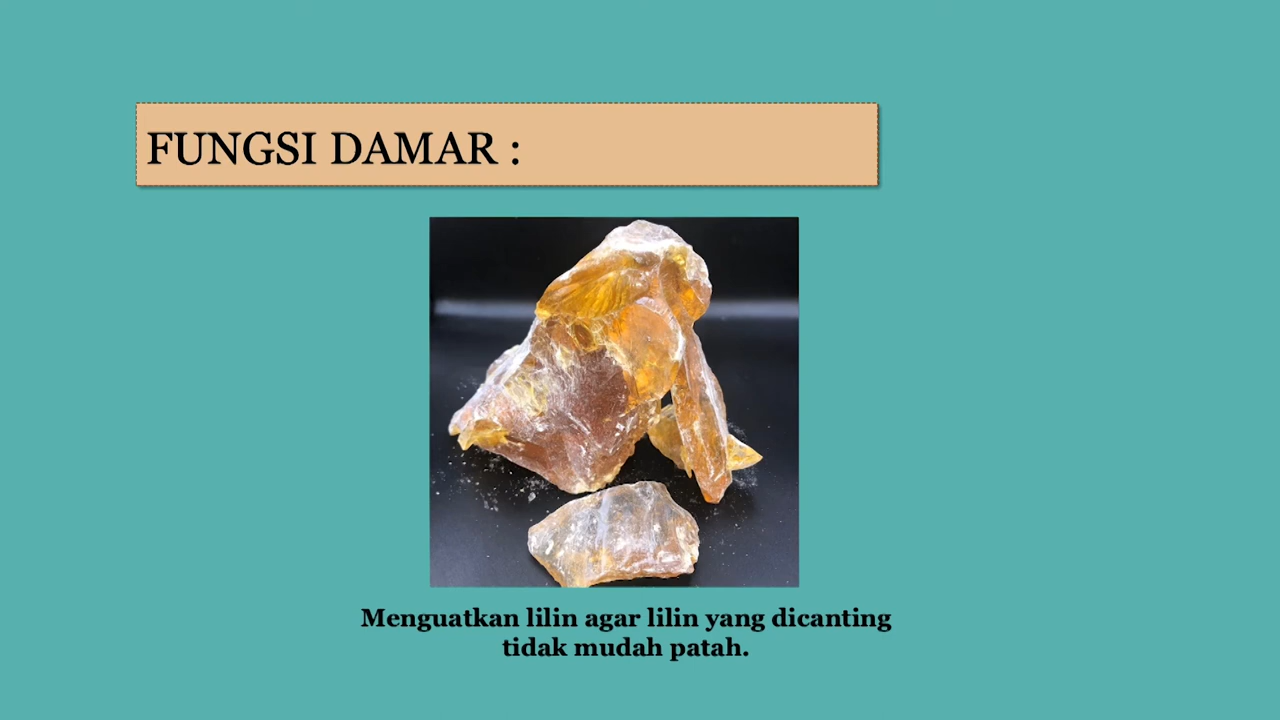 FUNGSI DAMAR :
Menguatkan lilin agar lilin yang dicanting
tidak mudah patah.